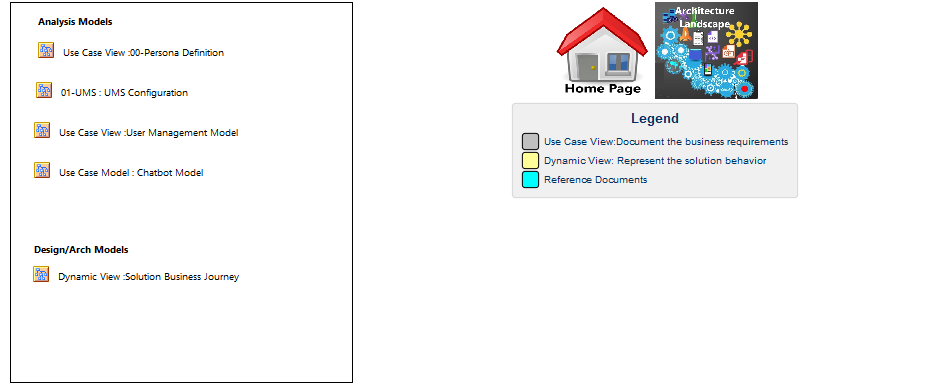 Analysis Models
Use Case View :00-Persona Definition
01-UMS : UMS Configuration
Use Case View :User Management Model
Use Case Model : Chatbot Model
Design/Arch Models
Dynamic View :Solution Business Journey
Home Page
Architecture
Landscape
Legend
Use Case View:Document the business requirements
Dynamic View: Represent the solution behavior
Reference Documents